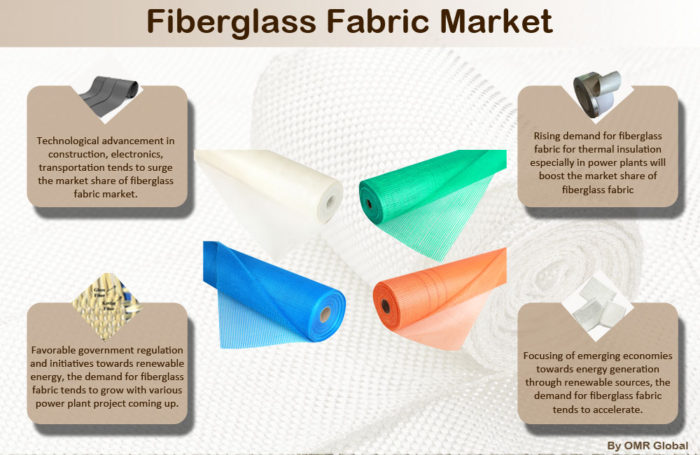 Fiberglass Fabric Market
Technological advancement in
construction, electronics,
transportation tends to surge
the market share of fiberglass
fabric market.
Rising demand for fiberglass
fabric for thermal insulation
especially in power plants will
boost the market share of
fiberglass fabric
Glass
Fiber
Fiber
Favorable government regulation
and initiatives towards renewable
energy, the demand for fiberglass
fabric tends to grow with various
power plant project coming up.
Focusing of emerging economies
towards energy generation
through renewable sources, the
demand for fiberglass fabric
tends to accelerate.
By OMR Global